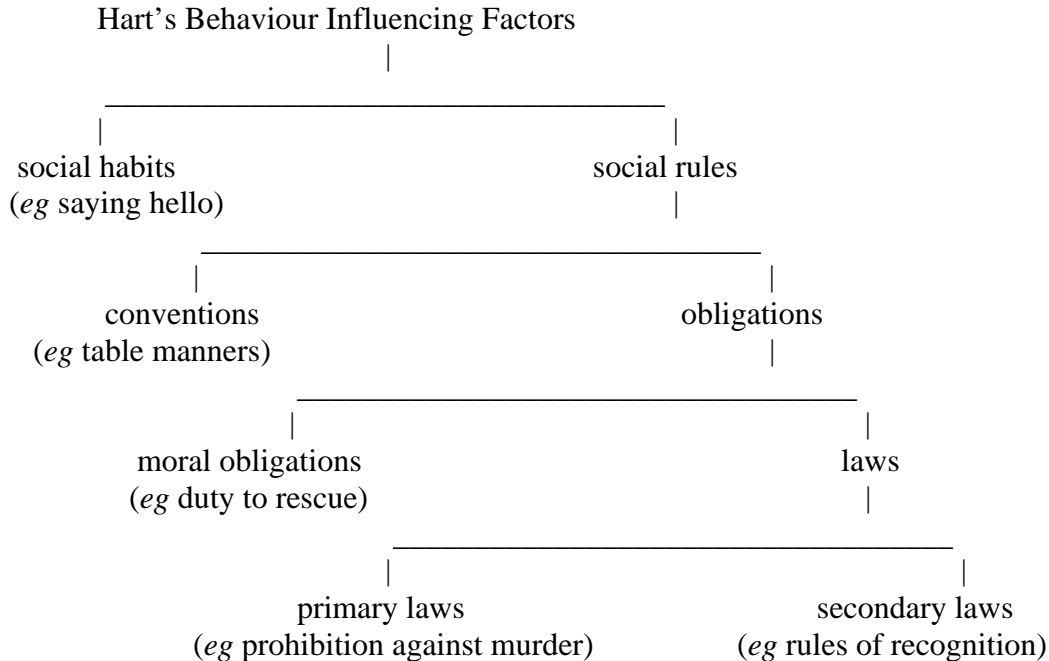 Hart’s Behaviour Influencing Factors
social habits social rules
(eg saying hello)
conventions obligations
(eg table manners)
moral obligations laws
(eg duty to rescue)
primary laws secondary laws
(eg prohibition against murder) (eg rules of recognition)